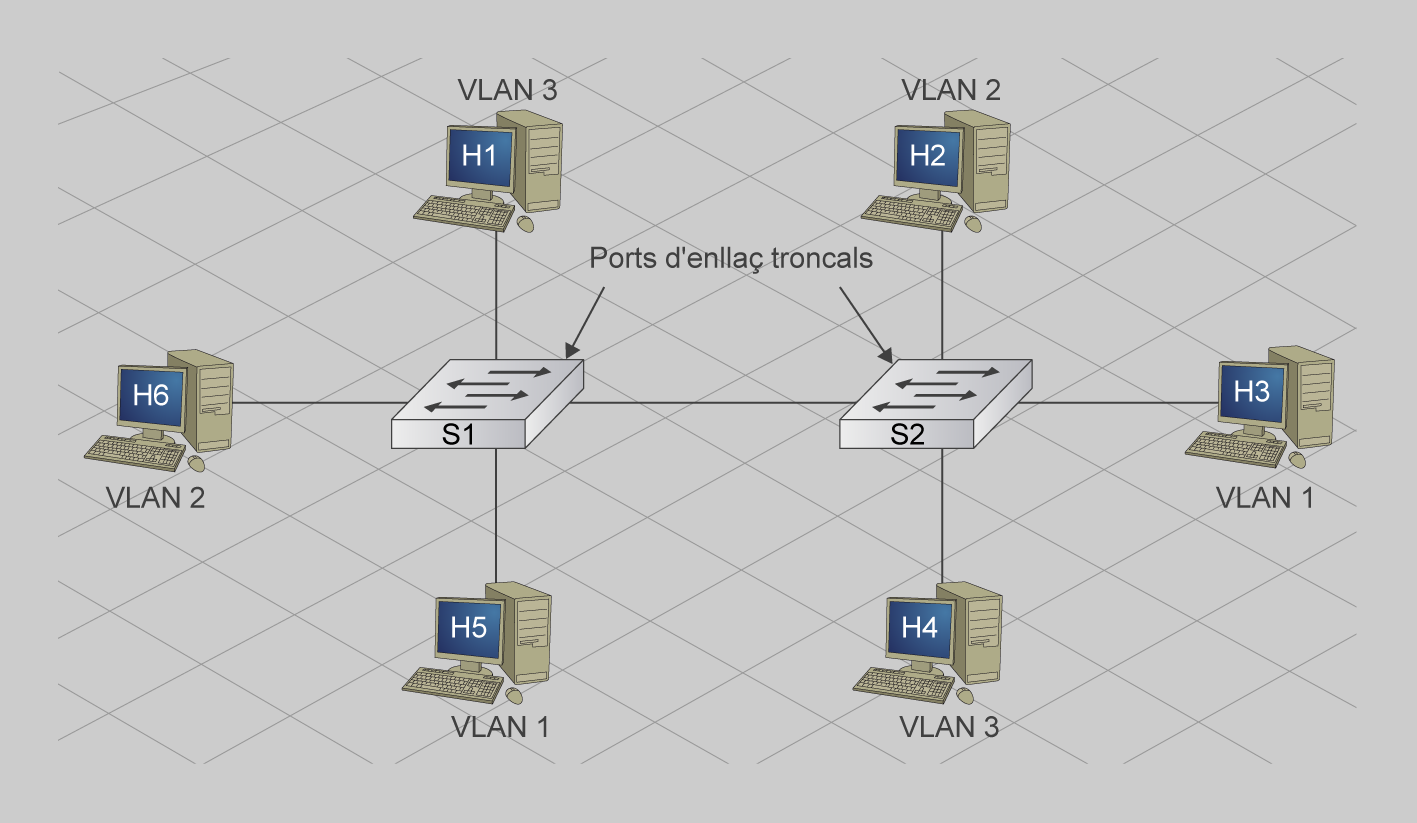 VLAN 3
VLAN 2
H1
H2
Ports d'enllaç troncals
H6
H3
S1
S2
VLAN 2
VLAN 1
H5
H4
VLAN 1
VLAN 3